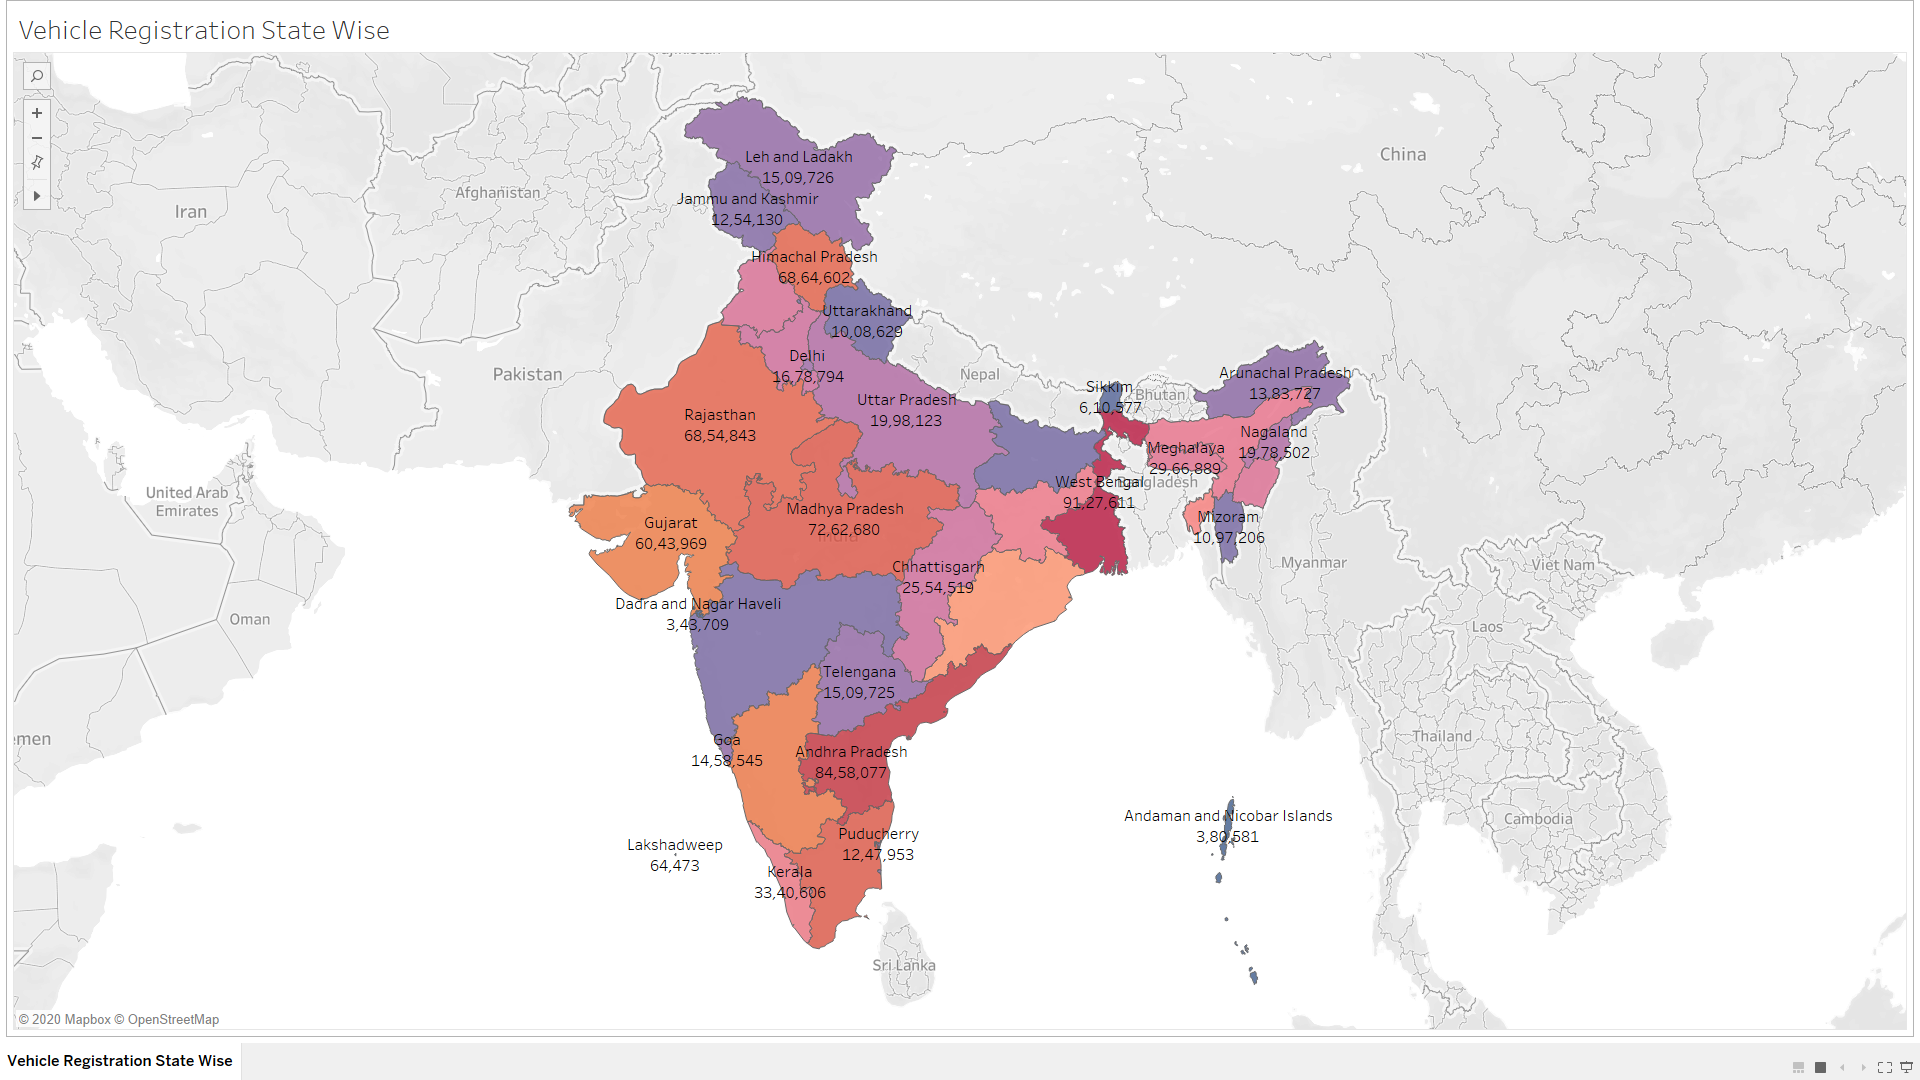 Vehicle Registration State Wise
China
Leh and Ladakh
15,09,726
Afghanistan
Jammu and Kashmir
12,54,130
Iran
Himachal Pradesh
68,64,602
Uttarakhand
10,08,629
Delhi
16,78,794
Pakistan
Nepal
Sikkim
6,10,577
Bhutan
Arunachal Pradesh
13,83,727
Uttar Pradesh
19,98,123
Rajasthan
68,54,843
Nagaland
19,78,502
Meghalaya
29,66,889
West Bengal
91,27,611
Bangladesh
United Arab
Emirates
Madhya Pradesh
72,62,680
India
Gujarat
60,43,969
Mizoram
10,97,206
Myanmar
Viet Nam
Chhattisgarh
25,54,519
Dadra and Nagar Haveli
3,43,709
Oman
Laos
Telengana
15,09,725
Goa
14,58,545
Andhra Pradesh
84,58,077
emen
Thailand
Andaman and Nicobar Islands
3,80,581
Cambodia
Puducherry
12,47,953
Lakshadweep
64,473
Kerala
33,40,606
Sri Lanka
© 2020 Mapbox © OpenStreetMap
Vehicle Registration State Wise